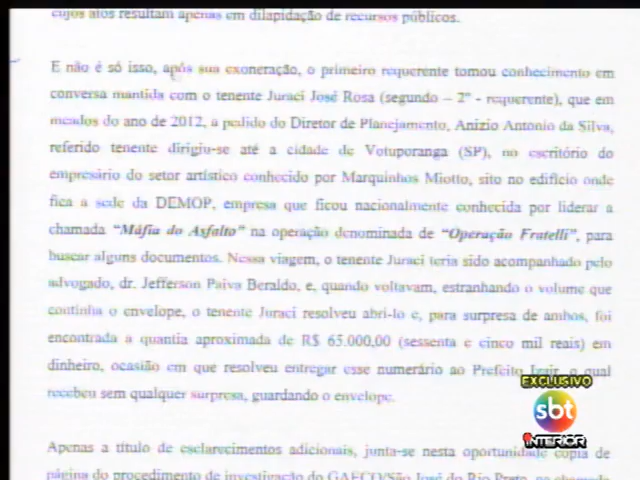 cujos atos resultam apenas em dilapidação de recursos públicos.
E não é só isso, após sua exoneração, o primeiro requerente tomou conhecimento em
conversa mantida com o tenente Juraci José Rosa (segundo – 2º - requerente), que em
meados do ano de 2012, a pedido do Diretor de Planejamento, Anizio Antonio da Silva,
referido tenente dirigiu-se até a cidade de Votuporanga (SP), no escritório do
empresário do setor artístico conhecido por Marquinhos Miotto, sito no edifício onde
fica a sede da DEMOP, empresa que ficou nacionalmente conhecida por liderar a
chamada “Máfia do Asfalto” na operação denominada de “Operação Fratelli”, para
buscar alguns documentos. Nessa viagem, o tenente Juraci teria sido acompanhado pelo
advogado, dr. Jefferson Paiva Beraldo, e, quando voltavam, estranhando o volume que
continha o envelope, o tenente Juraci resolveu abri-lo e, para surpresa de ambos, foi
encontrada a quantia aproximada de R$ 65.000,00 (sessenta e cinco mil reais) em
dinheiro, ocasião em que resolveu entregar esse numerário ao Prefeito Izair, o qual
recebeu sem qualquer surpresa, guardando o envelope.
Apenas a título de esclarecimentos adicionais, junta-se nesta oportunidade cópia de
página do procedimento de investigação do GAECO/São José do Rio Preto, na chamada
EXCLUSIVO
sbt
INTERIOR